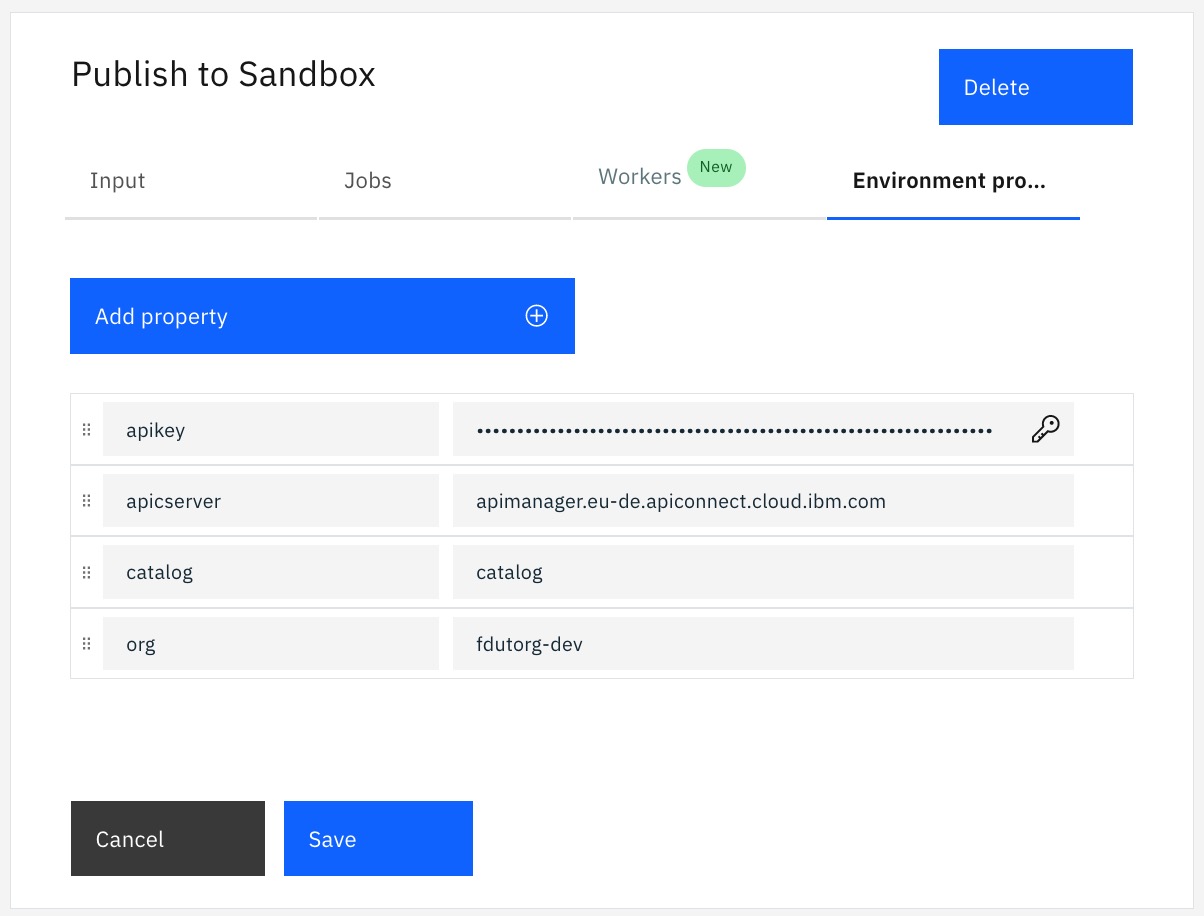 Publish to Sandbox
Delete
Input
Jobs
Workers
New
Environment pro...
Add property
apikey
••••••••••••••••••••••••••••••••••••••••••••••••••••••••••
apicserver
apimanager.eu-de.apiconnect.cloud.ibm.com
catalog
catalog
org
fdutorg-dev
Cancel
Save